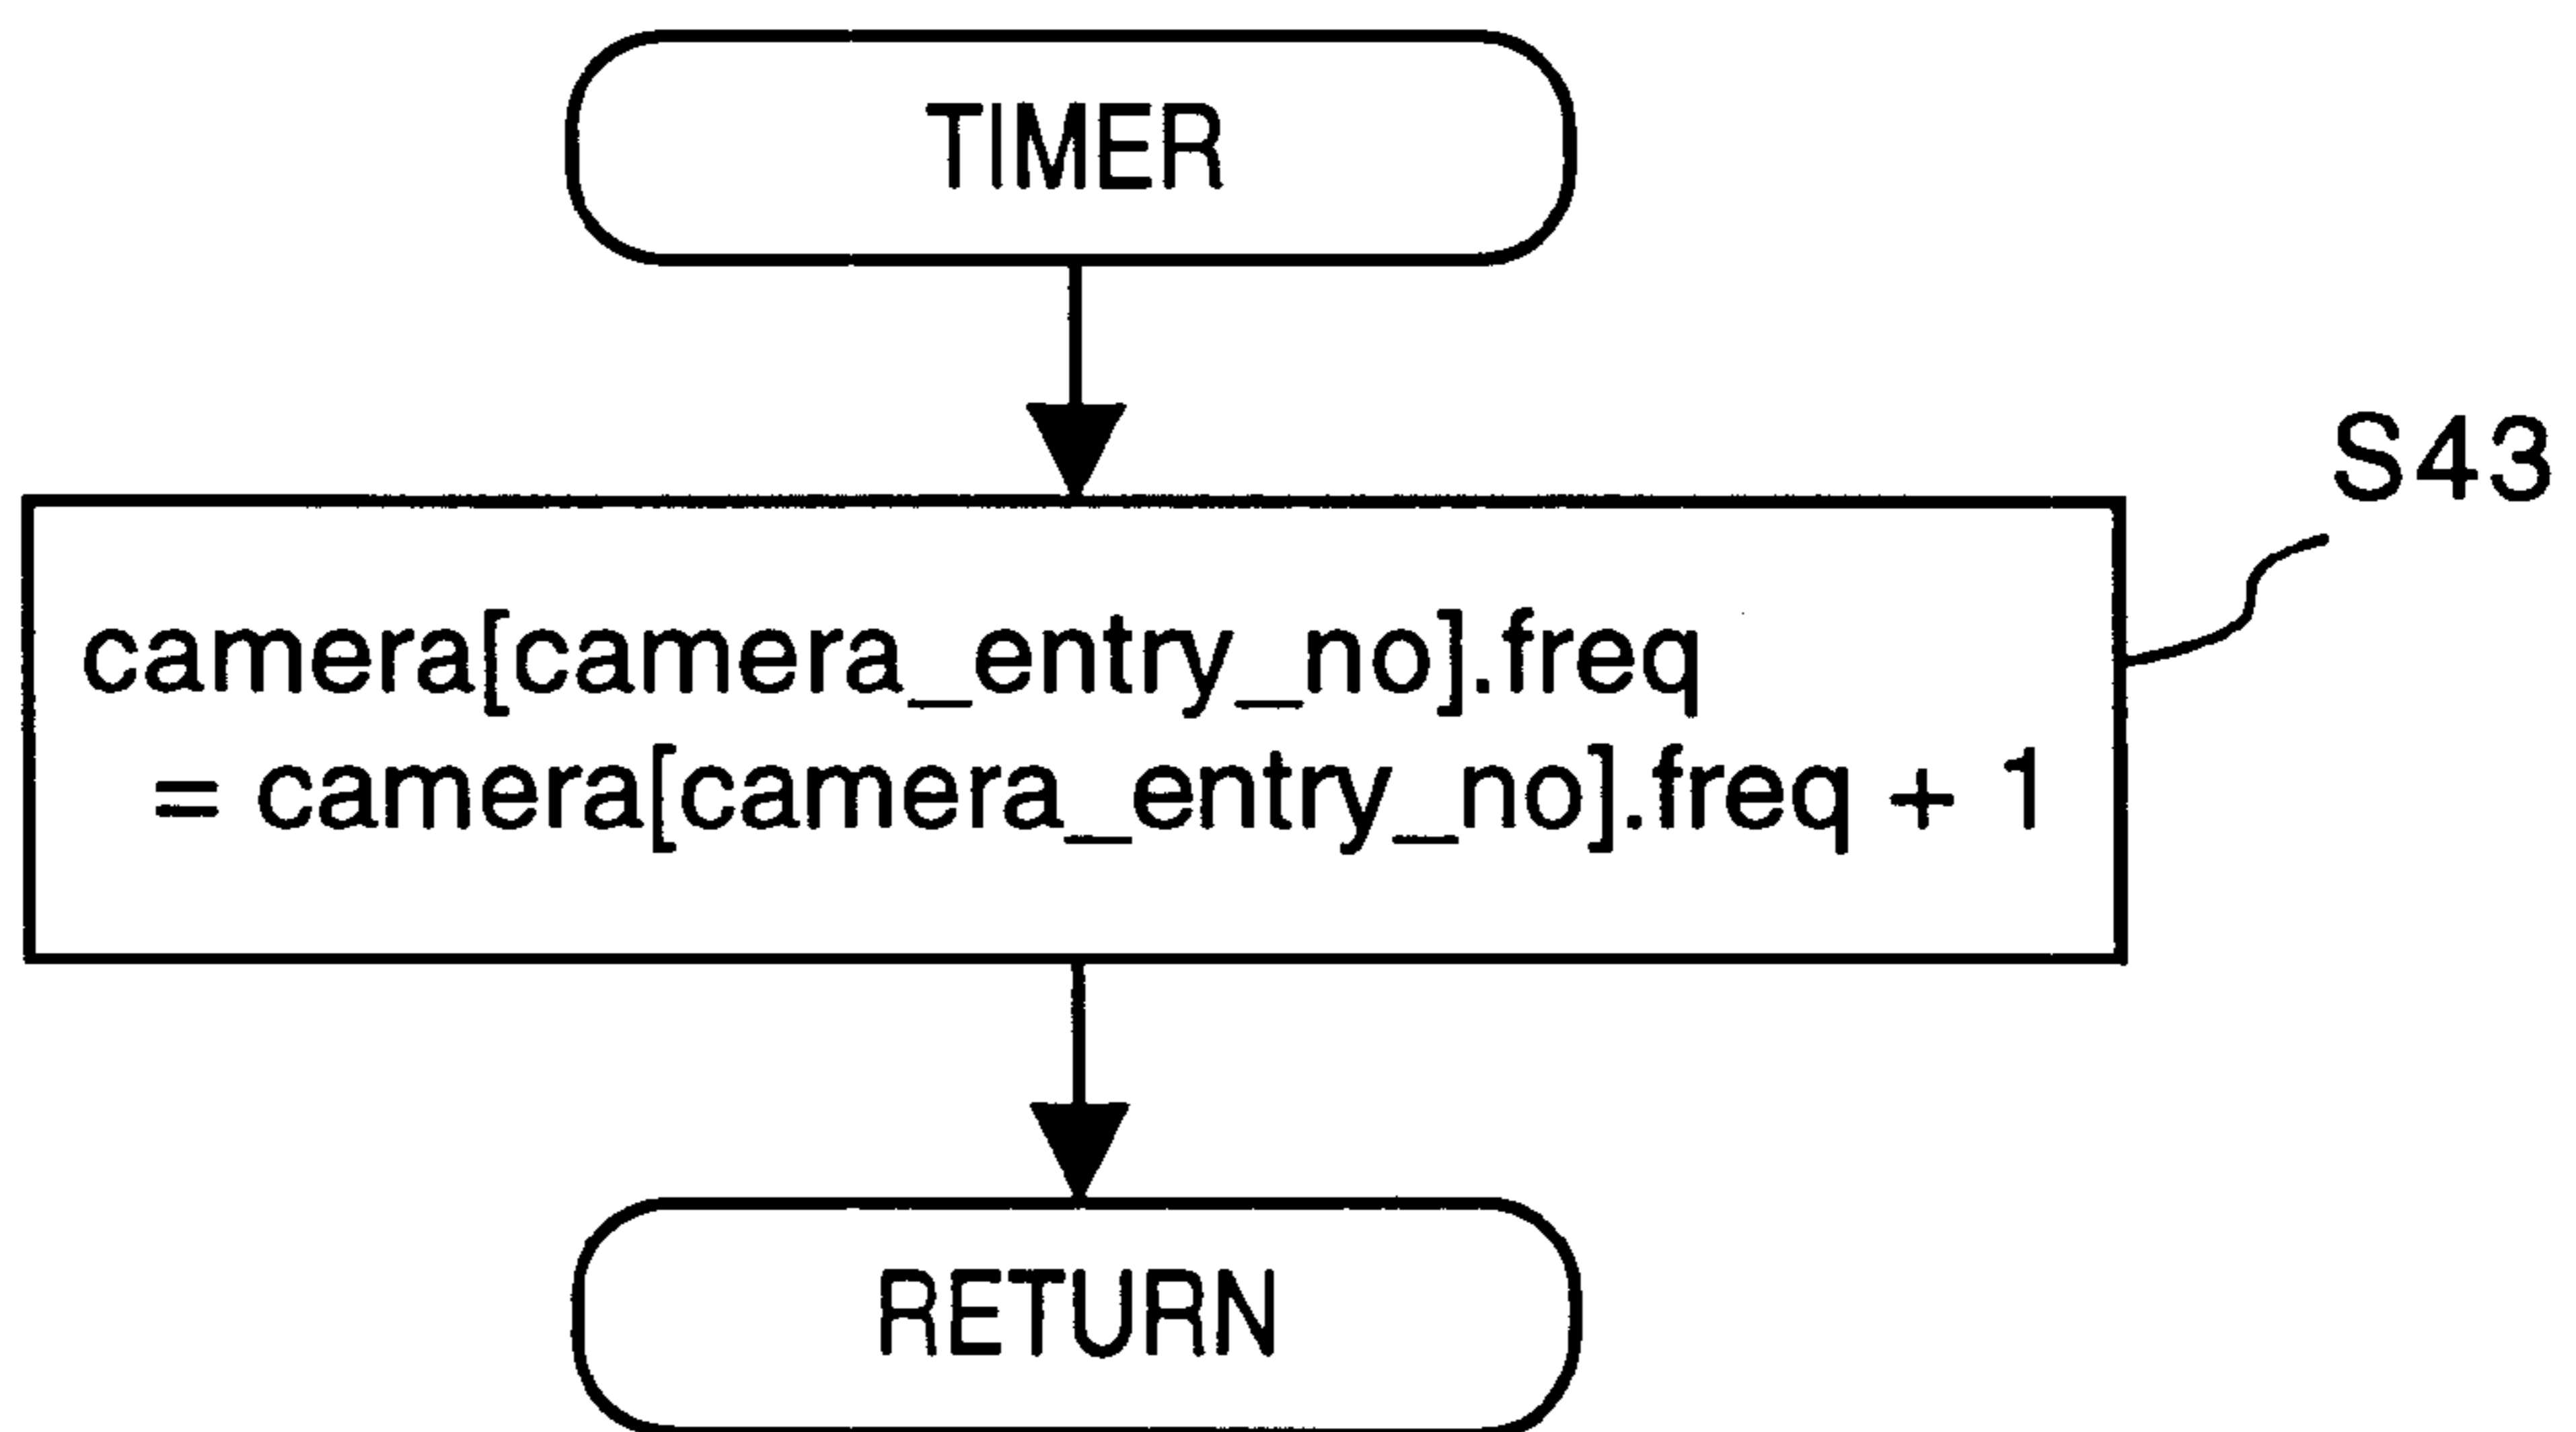 TIMER
S43
camera[camera_entry_no].freq
= camera[camera_entry_no].freq + 1
RETURN